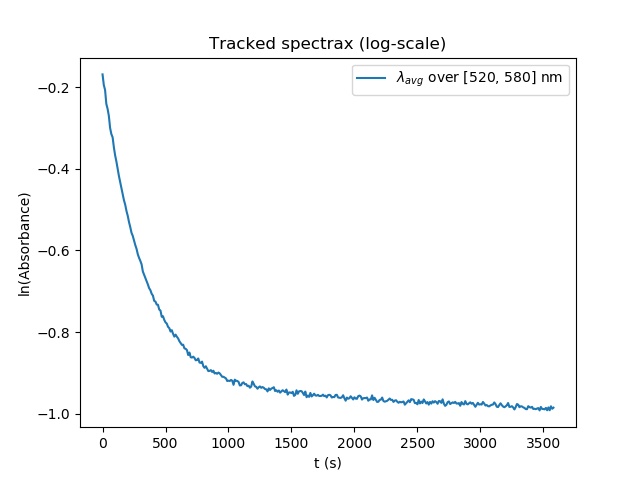 Tracked spectrax (log-scale)
λavg over [520, 580] nm
ln(Absorbance)
−0.2
−0.4
−0.6
−0.8
−1.0
0 500 1000 1500 2000 2500 3000 3500
t (s)